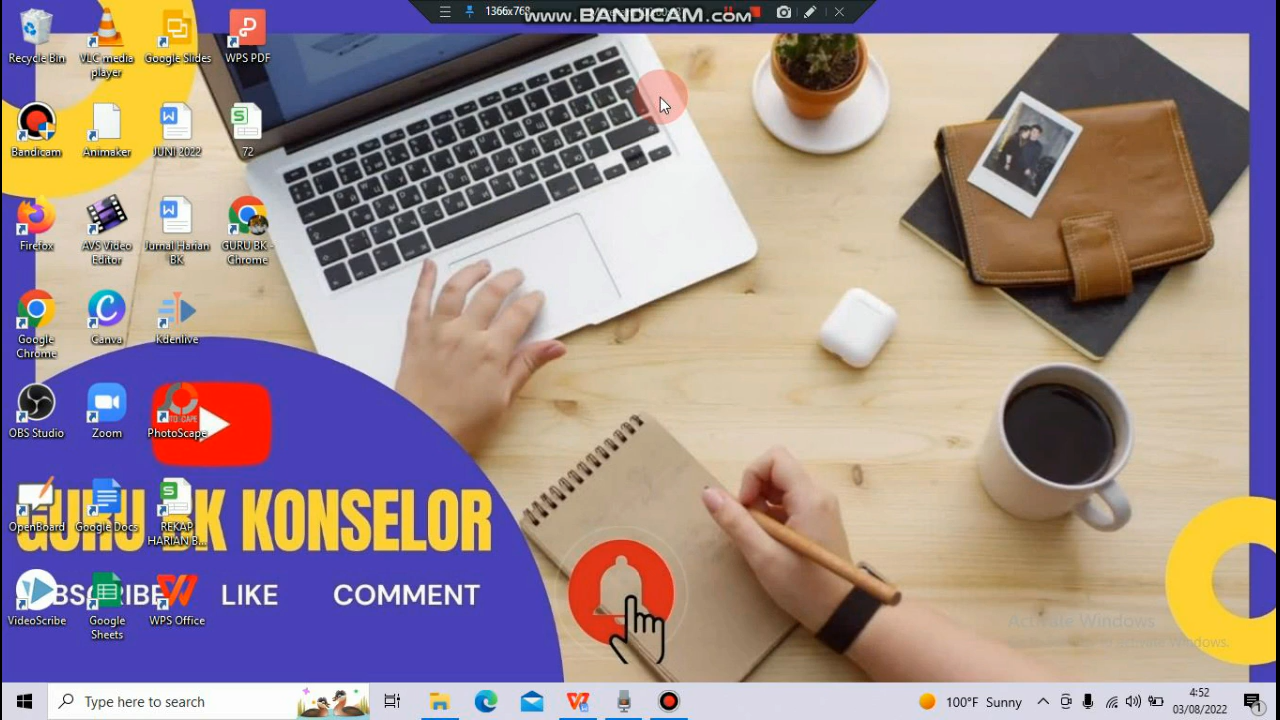 1366x768
www.BANDICAM.com
Recycle Bin
VLC media player
Google Slides
WPS PDF
Bandicam
Animaker
JUNI 2022
72
Firefox
AVS Video Editor
Jurnal Harian BK
GURU BK - Chrome
Google Chrome
Canva
Kdenlive
OBS Studio
Zoom
PhotoScape
OpenBoard
Google Docs
REKAP HARIAN B...
GURU BK KONSELOR
LIKE
COMMENT
VideoScribe
Google Sheets
WPS Office
Activate Windows
Type here to search
100°F Sunny
4:52
03/08/2022
1